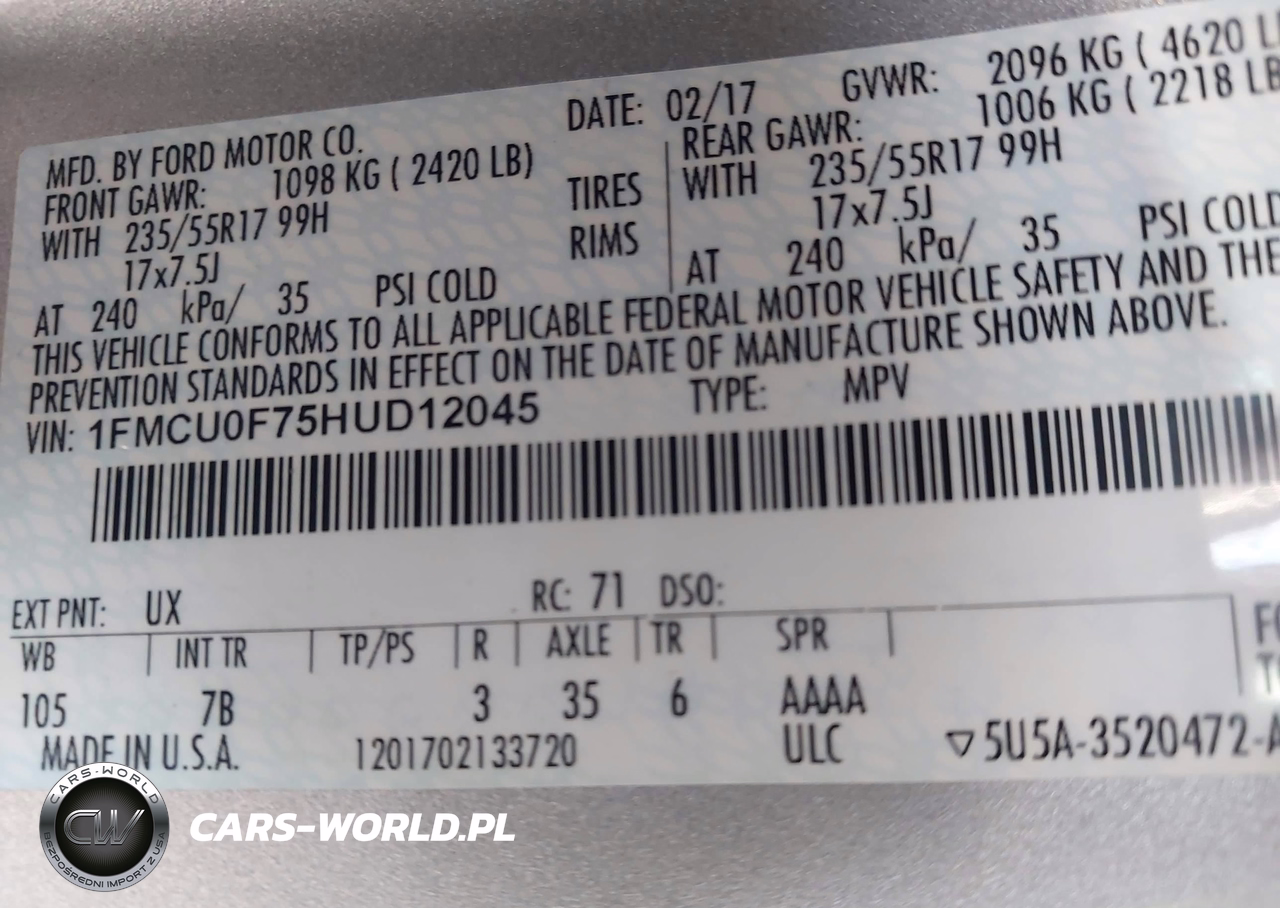 DATE: 02/17 GVWR: 2096 KG ( 4620 L
MFD. BY FORD MOTOR CO. REAR GAWR: 1006 KG ( 2218 LB
FRONT GAWR: 1098 KG ( 2420 LB) TIRES WITH 235/55R17 99H
WITH 235/55R17 99H RIMS 17x7.5J
17x7.5J AT 240 kPa/ 35 PSI COLD
AT 240 kPa/ 35 PSI COLD
THIS VEHICLE CONFORMS TO ALL APPLICABLE FEDERAL MOTOR VEHICLE SAFETY AND THE
PREVENTION STANDARDS IN EFFECT ON THE DATE OF MANUFACTURE SHOWN ABOVE.
VIN: 1FMCU0F75HUD12045 TYPE: MPV
EXT PNT: UX RC: 71 DSO:
WB INT TR TP/PS R AXLE TR SPR
105 7B 3 35 6 AAAA
MADE IN U.S.A. 1201702133720 ULC ▽5U5A-3520472-A
CARS-WORLD
CW
BEZPOŚREDNI IMPORT Z USA
CARS-WORLD.PL